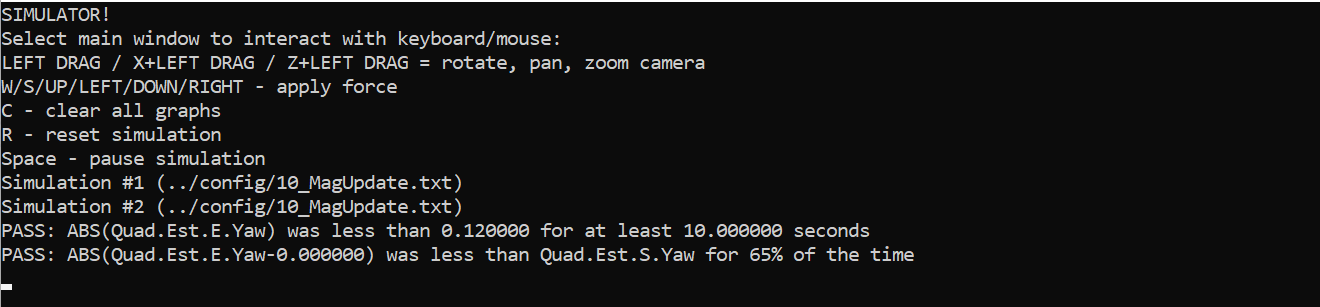 SIMULATOR!
Select main window to interact with keyboard/mouse:
LEFT DRAG / X+LEFT DRAG / Z+LEFT DRAG = rotate, pan, zoom camera
W/S/UP/LEFT/DOWN/RIGHT - apply force
C - clear all graphs
R - reset simulation
Space - pause simulation
Simulation #1 (../config/10_MagUpdate.txt)
Simulation #2 (../config/10_MagUpdate.txt)
PASS: ABS(Quad.Est.E.Yaw) was less than 0.120000 for at least 10.000000 seconds
PASS: ABS(Quad.Est.E.Yaw-0.000000) was less than Quad.Est.S.Yaw for 65% of the time